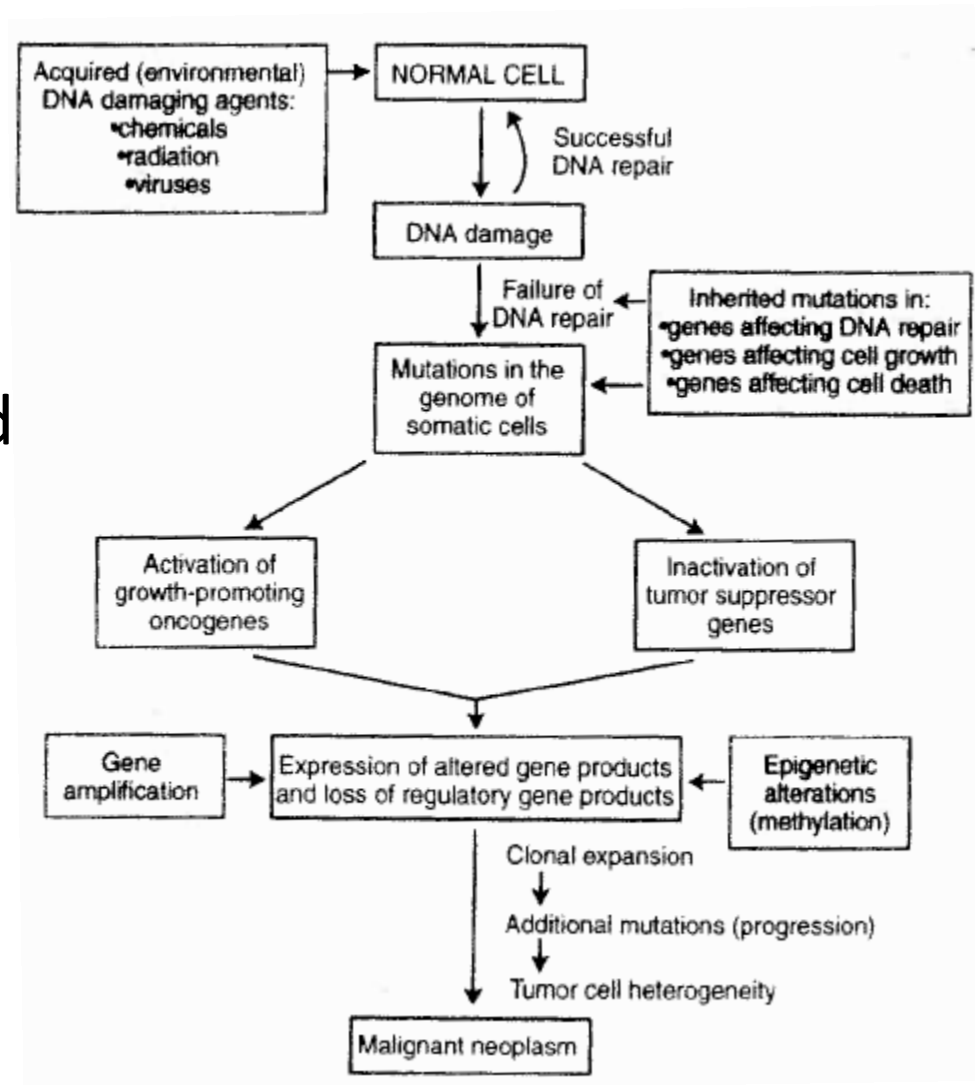 Acquired (environmental)
DNA damaging agents:
•chemicals
•radiation
•viruses
NORMAL CELL
Successful
DNA repair
DNA damage
Failure of
DNA repair
Inherited mutations in:
•genes affecting DNA repair
•genes affecting cell growth
•genes affecting cell death
Mutations in the
genome of
somatic cells
d
Activation of
growth-promoting
oncogenes
Inactivation of
tumor suppressor
genes
Gene
amplification
Expression of altered gene products
and loss of regulatory gene products
Epigenetic
alterations
(methylation)
Clonal expansion
Additional mutations (progression)
Tumor cell heterogeneity
Malignant neoplasm